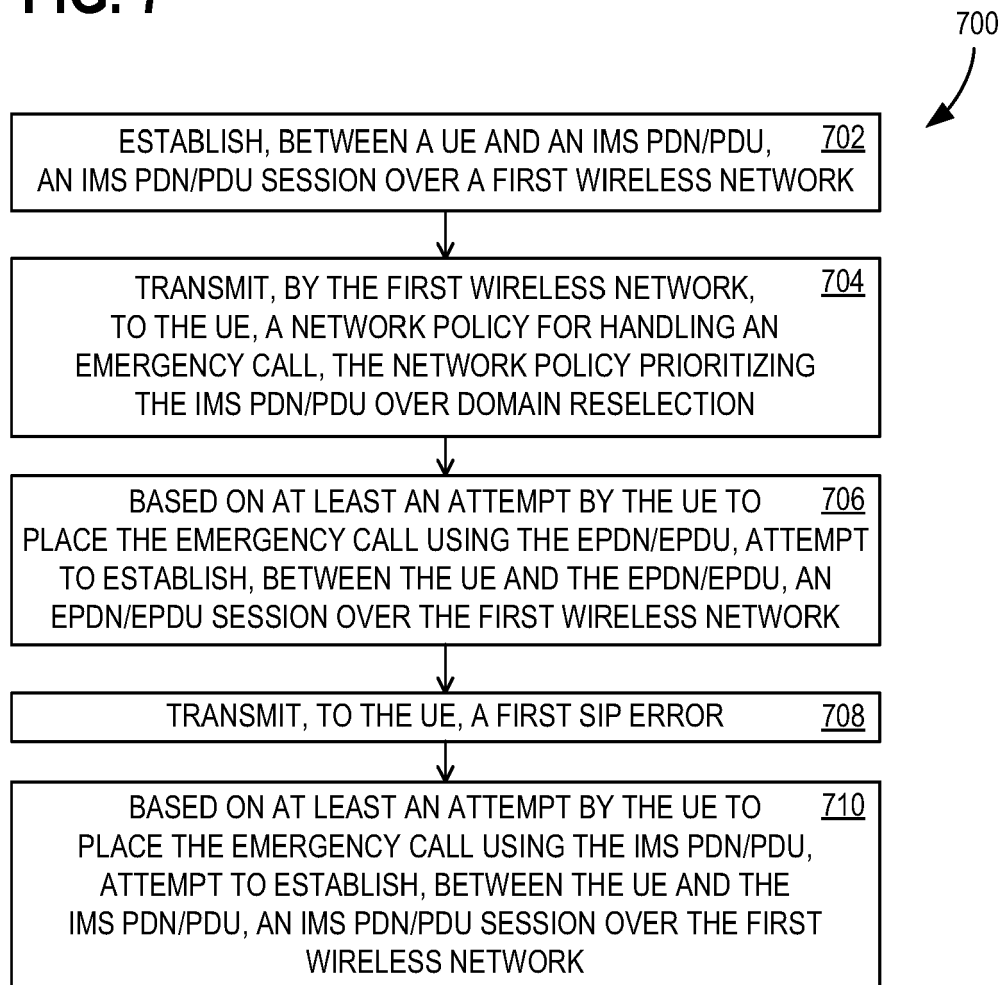 FIG. 7
700
ESTABLISH, BETWEEN A UE AND AN IMS PDN/PDU, 702
AN IMS PDN/PDU SESSION OVER A FIRST WIRELESS NETWORK
TRANSMIT, BY THE FIRST WIRELESS NETWORK, 704
TO THE UE, A NETWORK POLICY FOR HANDLING AN
EMERGENCY CALL, THE NETWORK POLICY PRIORITIZING
THE IMS PDN/PDU OVER DOMAIN RESELECTION
BASED ON AT LEAST AN ATTEMPT BY THE UE TO 706
PLACE THE EMERGENCY CALL USING THE EPDN/EPDU, ATTEMPT
TO ESTABLISH, BETWEEN THE UE AND THE EPDN/EPDU, AN
EPDN/EPDU SESSION OVER THE FIRST WIRELESS NETWORK
TRANSMIT, TO THE UE, A FIRST SIP ERROR 708
BASED ON AT LEAST AN ATTEMPT BY THE UE TO 710
PLACE THE EMERGENCY CALL USING THE IMS PDN/PDU,
ATTEMPT TO ESTABLISH, BETWEEN THE UE AND THE
IMS PDN/PDU, AN IMS PDN/PDU SESSION OVER THE FIRST
WIRELESS NETWORK